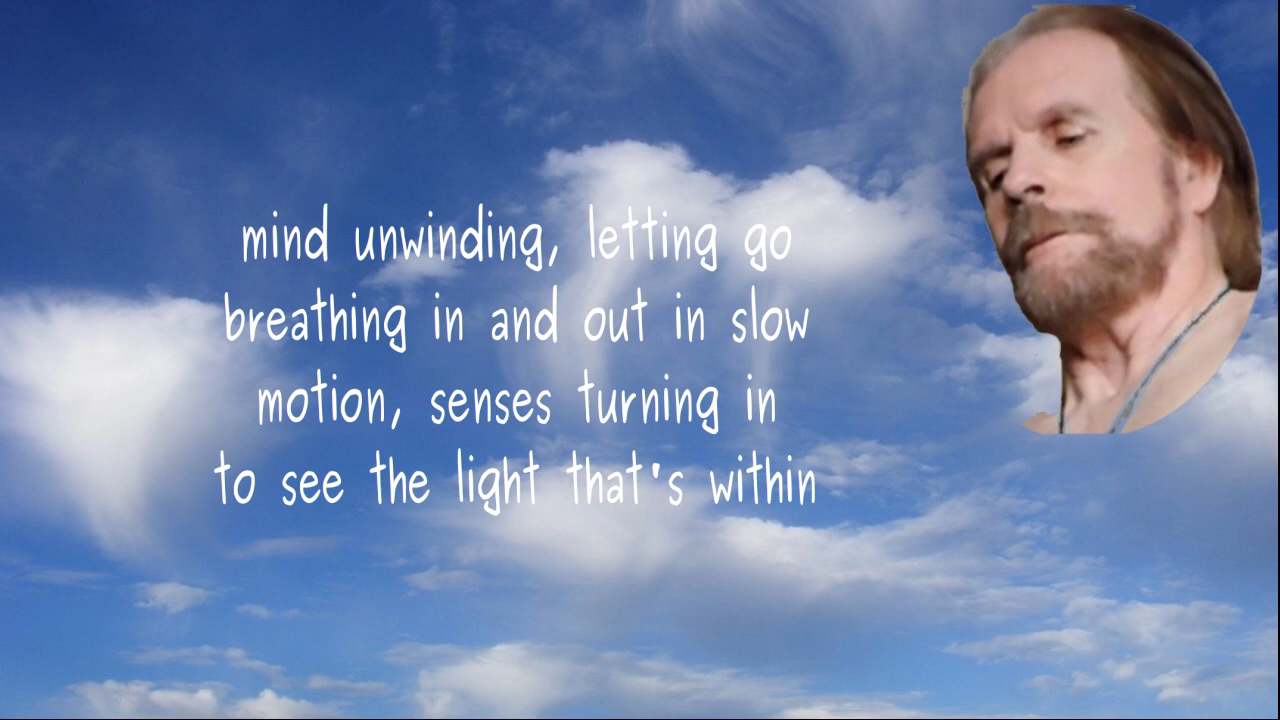 mind unwinding, letting go
breathing in and out in slow
motion, senses turning in
to see the light that's within